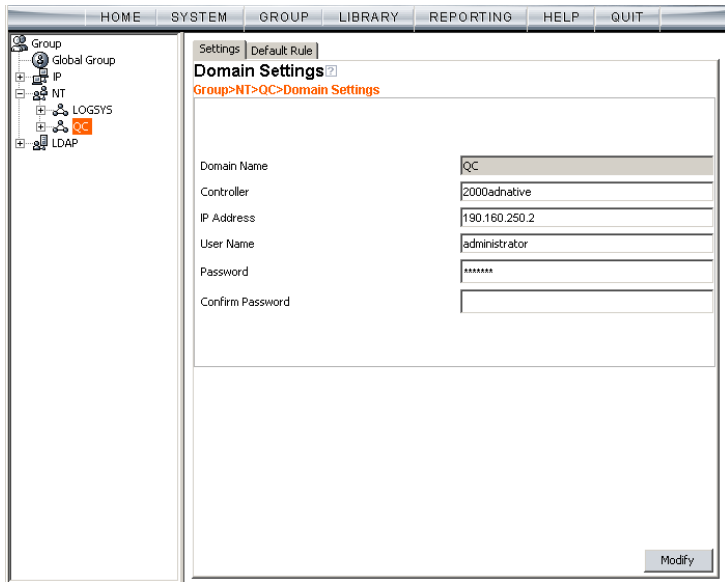 HOME SYSTEM GROUP LIBRARY REPORTING HELP QUIT
Group
Global Group
IP
NT
LOGSYS
QC
LDAP
Settings Default Rule
Domain Settings ?
Group>NT>QC>Domain Settings
Domain Name QC
Controller 2000adnative
IP Address 190.160.250.2
User Name administrator
Password *******
Confirm Password
Modify